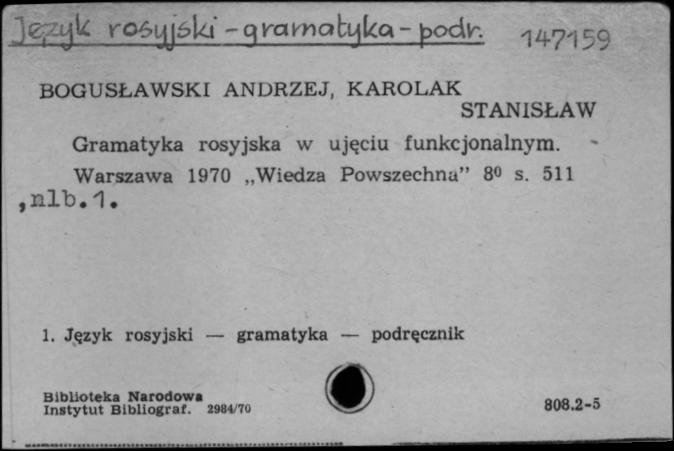 Język rosyjski - gramatyka - podr.
147159
BOGUSŁAWSKI ANDRZEJ, KAROLAK
STANISŁAW
Gramatyka rosyjska w ujęciu funkcjonalnym.
Warszawa 1970 „Wiedza Powszechna” 8⁰ s. 511
,nlb.1.
1. Język rosyjski — gramatyka — podręcznik
Biblioteka Narodowa
Instytut Bibliograf. 2984/70
808.2-5